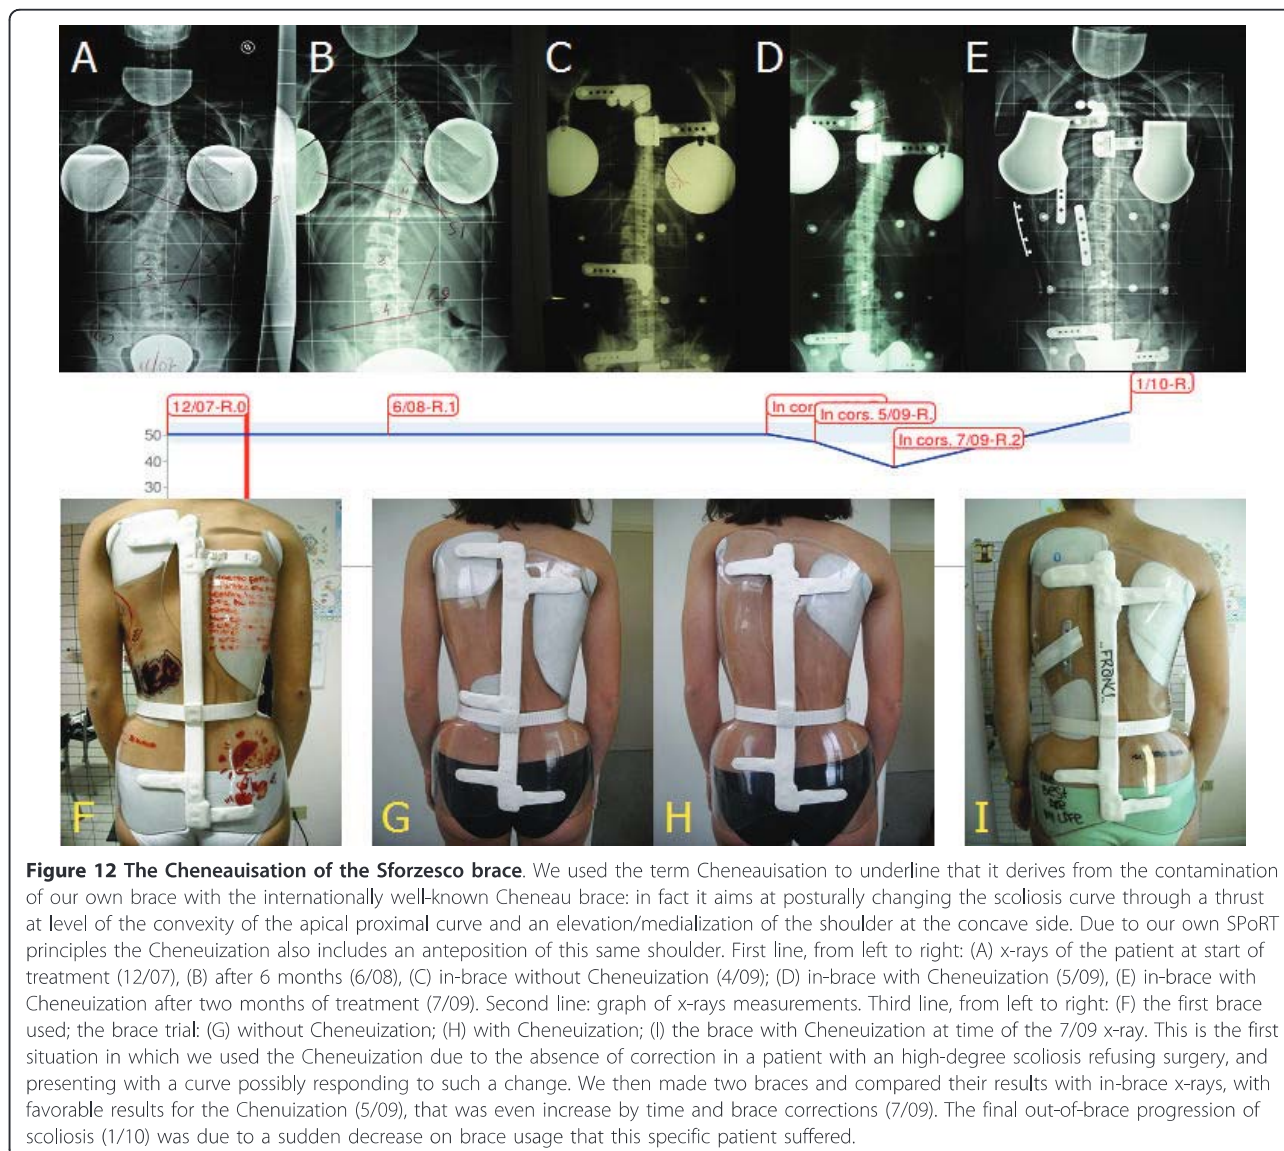 A
B
C
D
E
12/07-R.0
6/08-R.1
In cors.
In cors. 5/09-R.
In cors. 7/09-R.2
1/10-R.
50
40
30
F
G
H
I
..FRANC!..
BEST
ARE
MY LIFE
Figure 12 The Cheneauisation of the Sforzesco brace. We used the term Cheneauisation to underline that it derives from the contamination
of our own brace with the internationally well-known Cheneau brace: in fact it aims at posturally changing the scoliosis curve through a thrust
at level of the convexity of the apical proximal curve and an elevation/medialization of the shoulder at the concave side. Due to our own SPoRT
principles the Cheneuization also includes an anteposition of this same shoulder. First line, from left to right: (A) x-rays of the patient at start of
treatment (12/07), (B) after 6 months (6/08), (C) in-brace without Cheneuization (4/09); (D) in-brace with Cheneuization (5/09), (E) in-brace with
Cheneuization after two months of treatment (7/09). Second line: graph of x-rays measurements. Third line, from left to right: (F) the first brace
used; the brace trial: (G) without Cheneuization; (H) with Cheneuization; (I) the brace with Cheneuization at time of the 7/09 x-ray. This is the first
situation in which we used the Cheneuization due to the absence of correction in a patient with an high-degree scoliosis refusing surgery, and
presenting with a curve possibly responding to such a change. We then made two braces and compared their results with in-brace x-rays, with
favorable results for the Chenuization (5/09), that was even increase by time and brace corrections (7/09). The final out-of-brace progression of
scoliosis (1/10) was due to a sudden decrease on brace usage that this specific patient suffered.